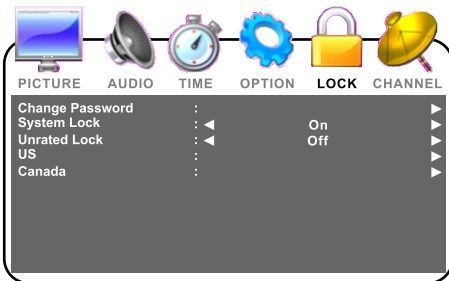 PICTURE AUDIO TIME OPTION LOCK CHANNEL
Change Password :
System Lock : ◀ On ▶
Unrated Lock : ◀ Off ▶
US :
Canada :